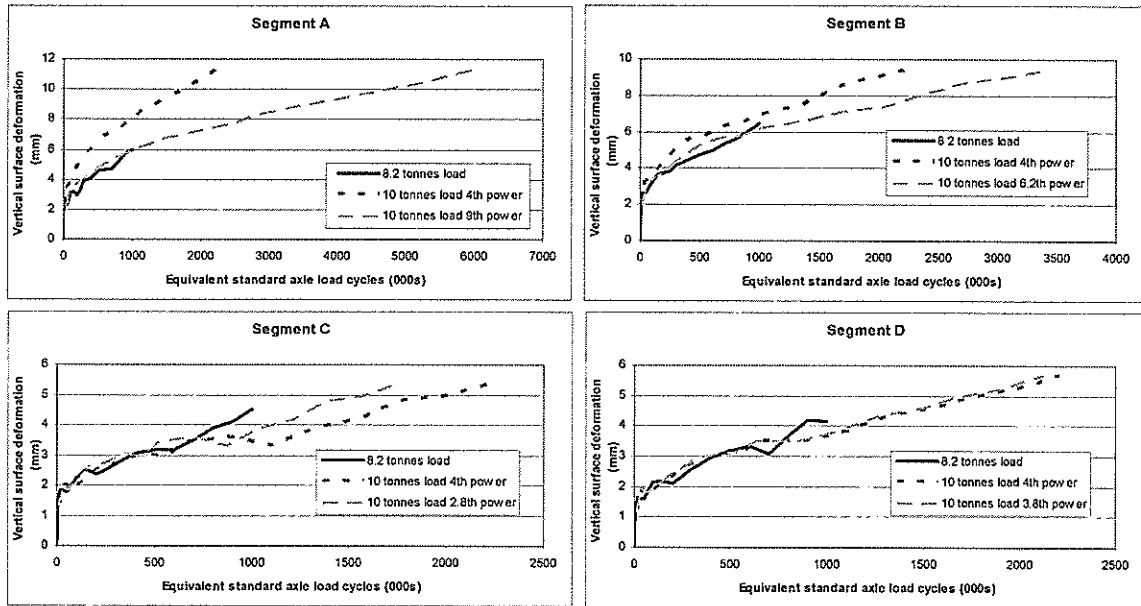 Segment A
Vertical surface deformation
(mm)
12
10
8
6
4
2
0
8.2 tonnes load
10 tonnes load 4th power
10 tonnes load 9th power
0 1000 2000 3000 4000 5000 6000 7000
Equivalent standard axle load cycles (000s)
Segment B
Vertical surface deformation
(mm)
10
8
6
4
2
0
8.2 tonnes load
10 tonnes load 4th power
10 tonnes load 6.2th power
0 500 1000 1500 2000 2500 3000 3500 4000
Equivalent standard axle load cycles (000s)
Segment C
Vertical surface deformation
(mm)
6
5
4
3
2
1
0
8.2 tonnes load
10 tonnes load 4th power
10 tonnes load 2.8th power
0 500 1000 1500 2000 2500
Equivalent standard axle load cycles (000s)
Segment D
Vertical surface deformation
(mm)
6
5
4
3
2
1
0
8.2 tonnes load
10 tonnes load 4th power
10 tonnes load 3.8th power
0 500 1000 1500 2000 2500
Equivalent standard axle load cycles (000s)